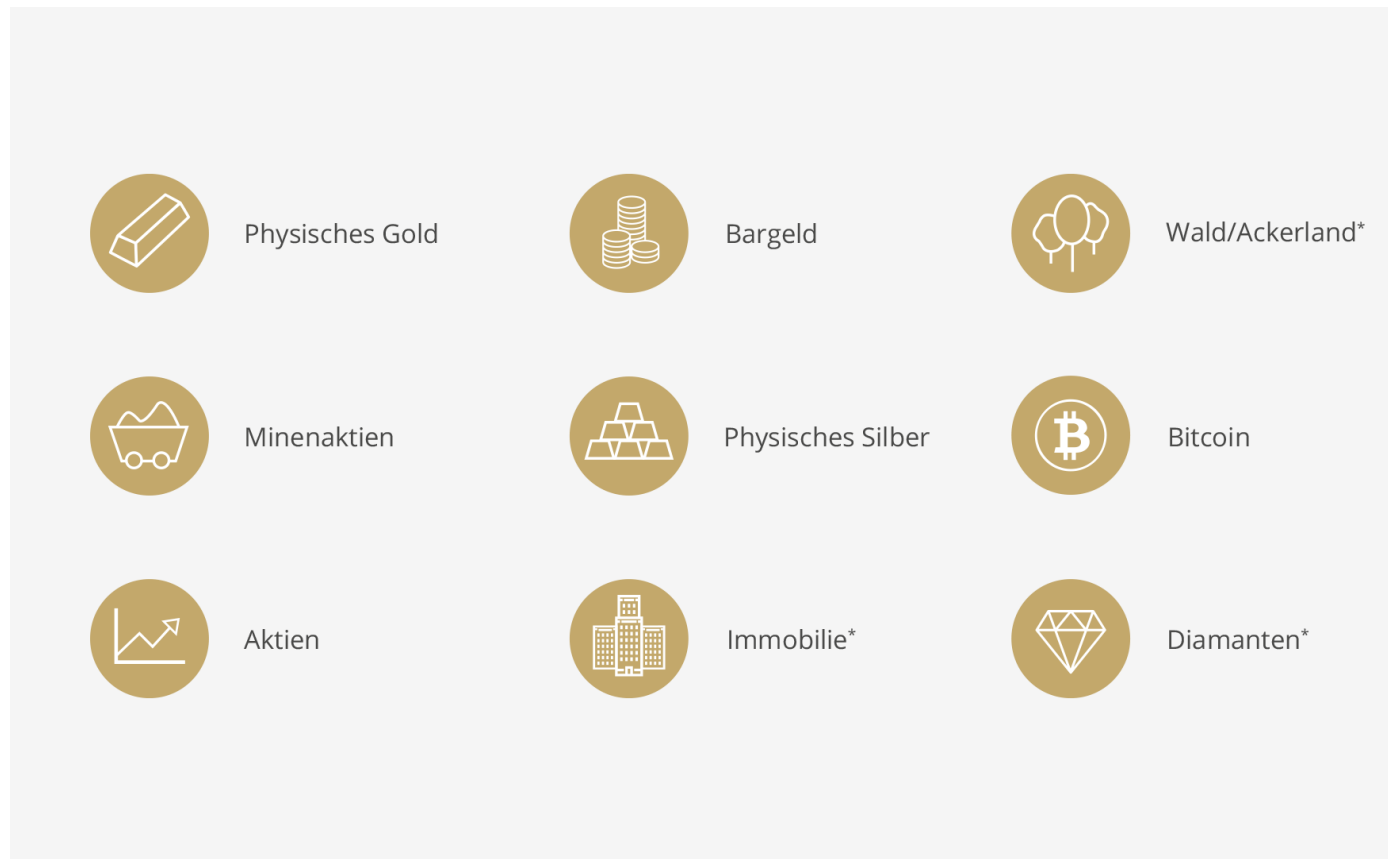 Physisches Gold
Bargeld
Wald/Ackerland*
Minenaktien
Physisches Silber
Bitcoin
Aktien
Immobilie*
Diamanten*